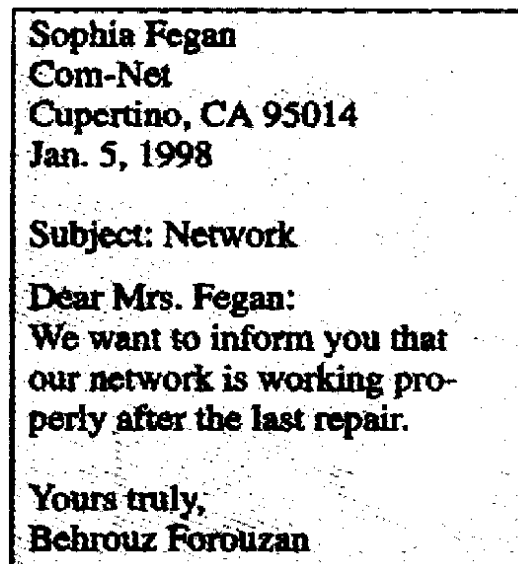 Sophia Fegan
Com-Net
Cupertino, CA 95014
Jan. 5, 1998
Subject: Network
Dear Mrs. Fegan:
We want to inform you that
our network is working pro-
perly after the last repair.
Yours truly,
Behrouz Forouzan